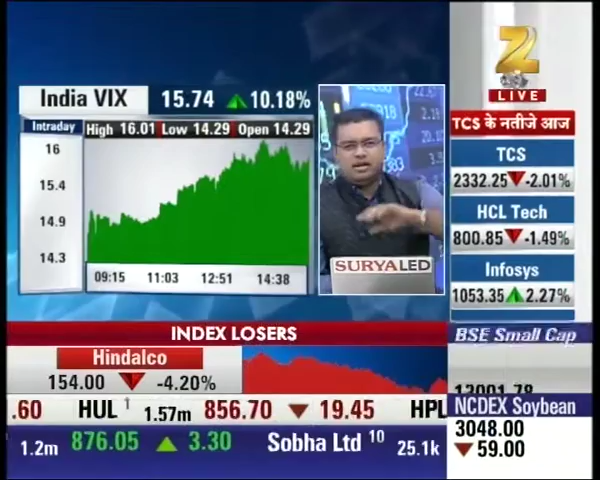 India VIX 15.74 10.18%
Intraday High 16.01 Low 14.29 Open 14.29
16
15.4
14.9
14.3
09:15 11:03 12:51 14:38
SURYA LED
Z
LIVE
TCS के नतीजे आज
TCS
2332.25 -2.01%
HCL Tech
800.85 -1.49%
Infosys
1053.35 2.27%
INDEX LOSERS
BSE Small Cap
Hindalco
154.00 -4.20%
.60 HUL 1 1.57m 856.70 19.45 HPL
NCDEX Soybean
3048.00
59.00
1.2m 876.05 3.30 Sobha Ltd 10 25.1k